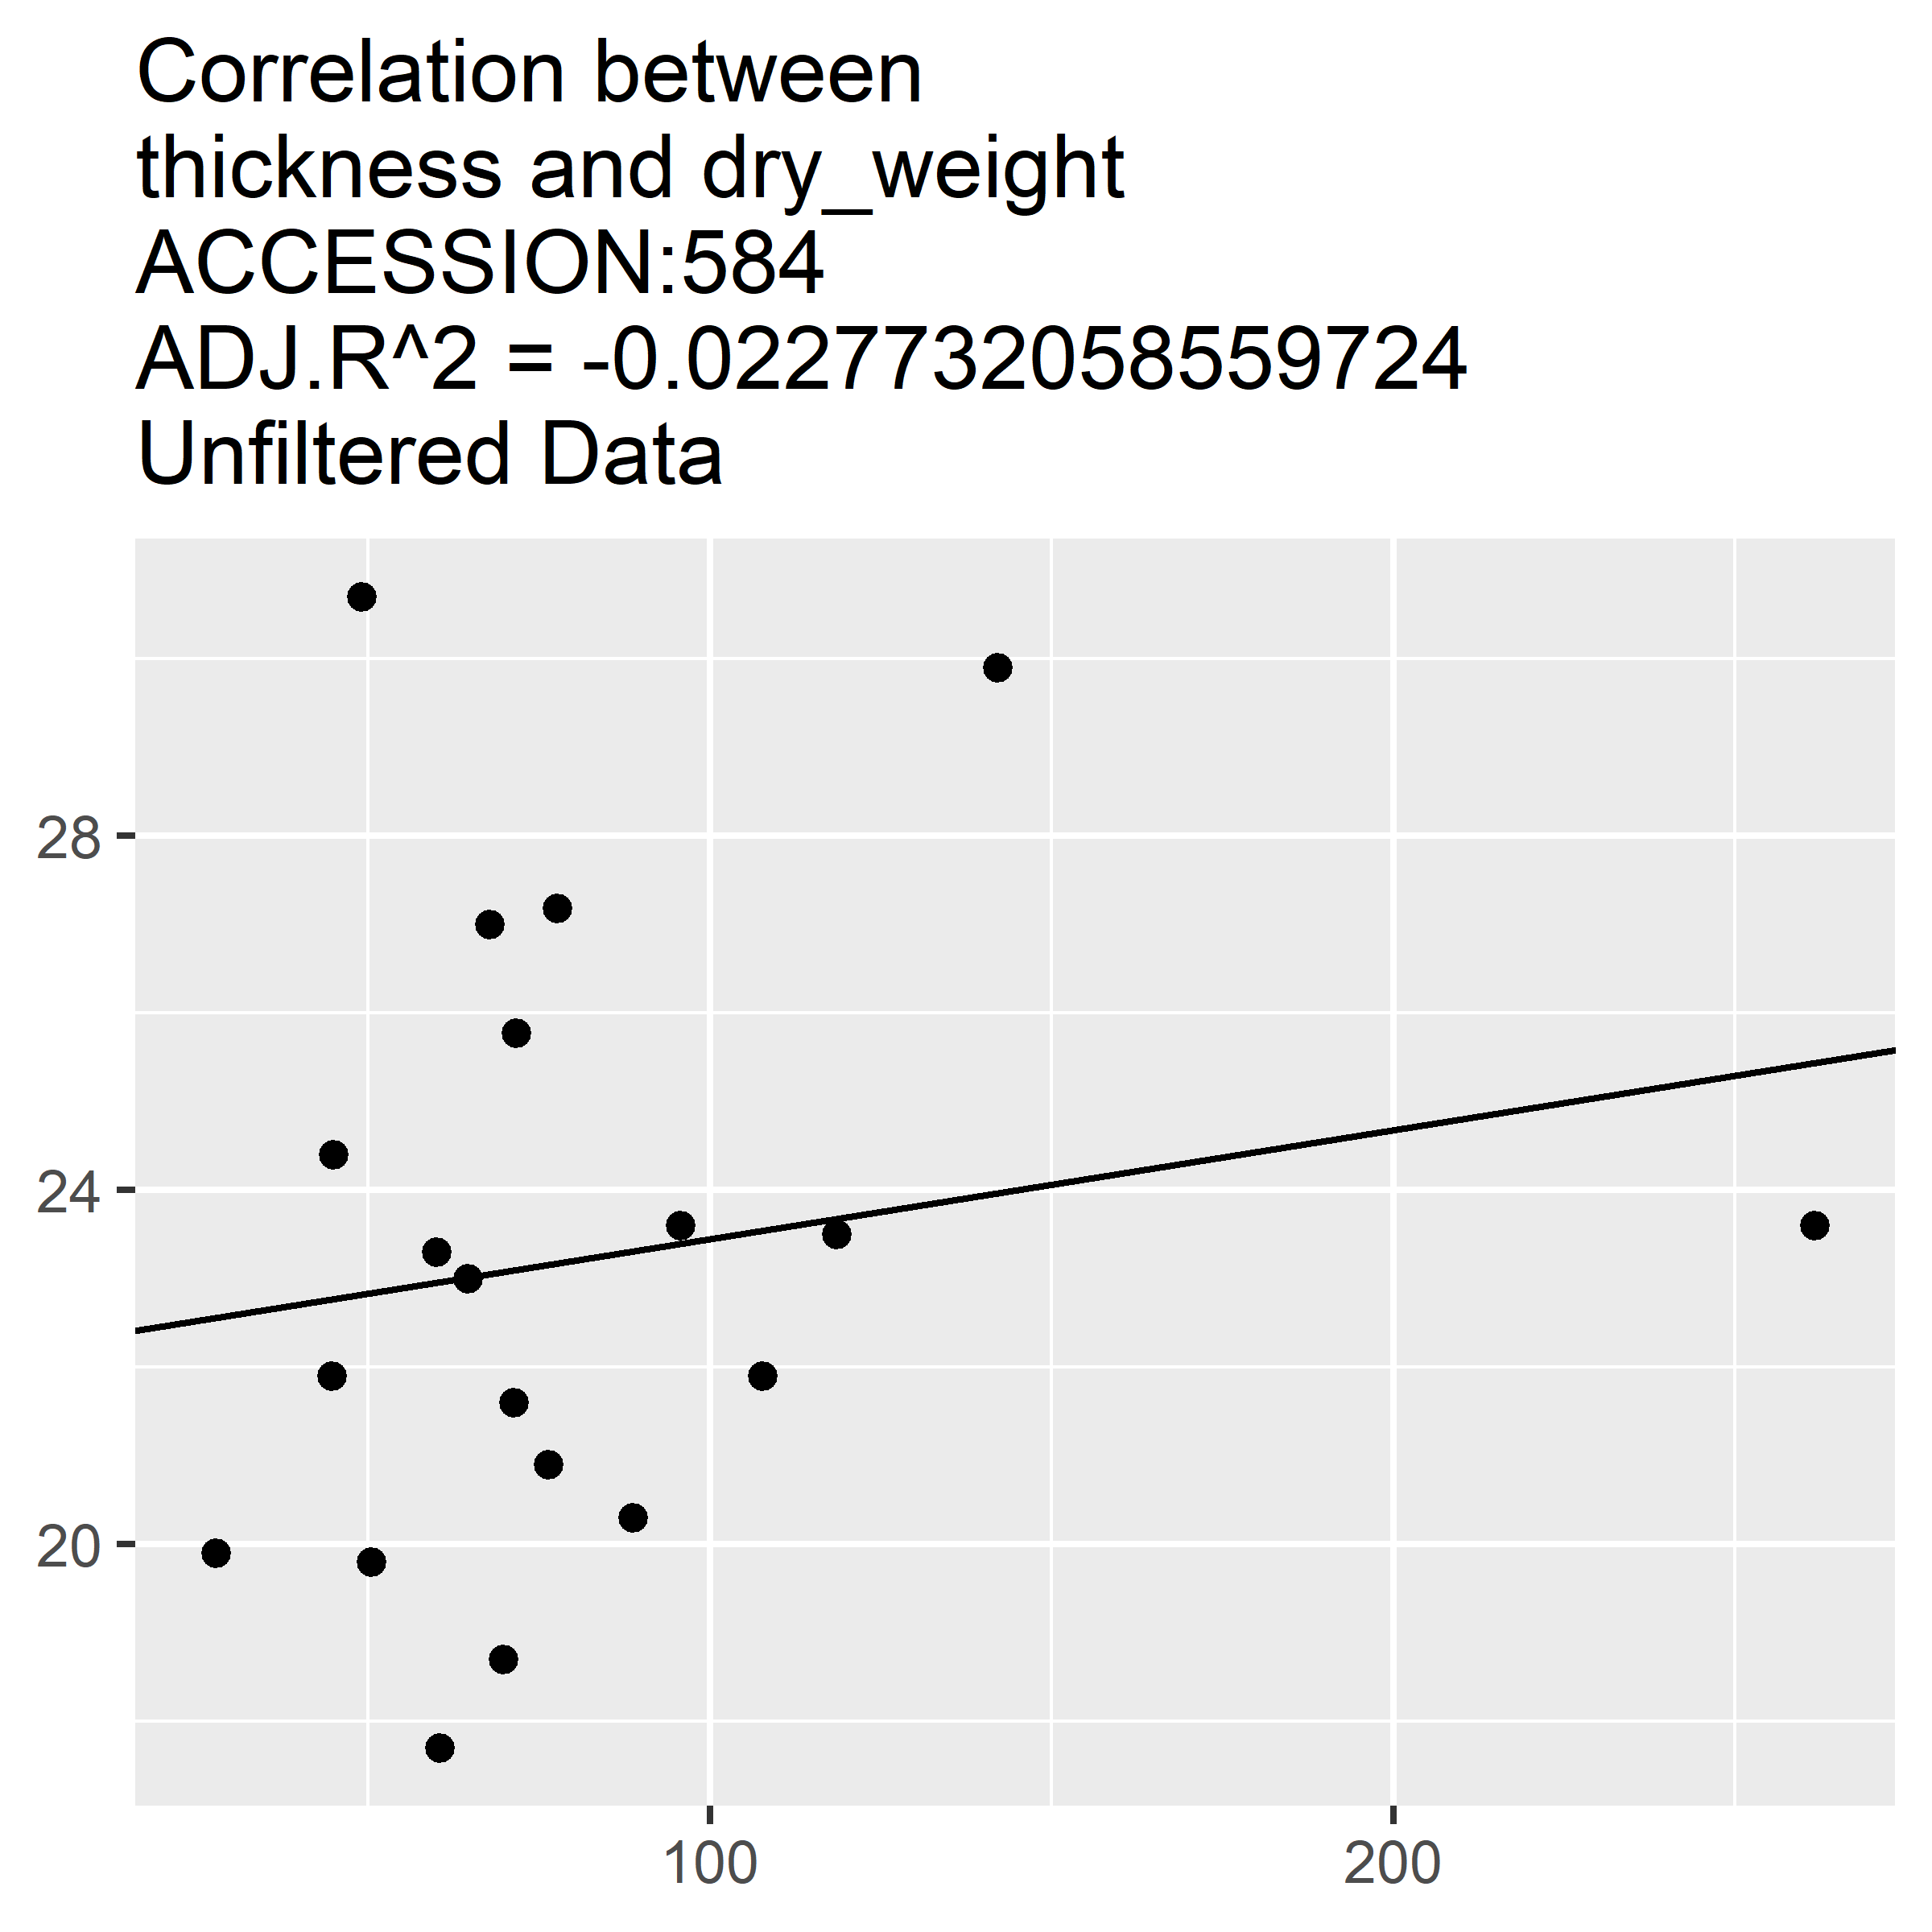 Correlation between
thickness and dry_weight
ACCESSION:584
ADJ.R^2 = -0.0227732058559724
Unfiltered Data
28
24
20
100
200